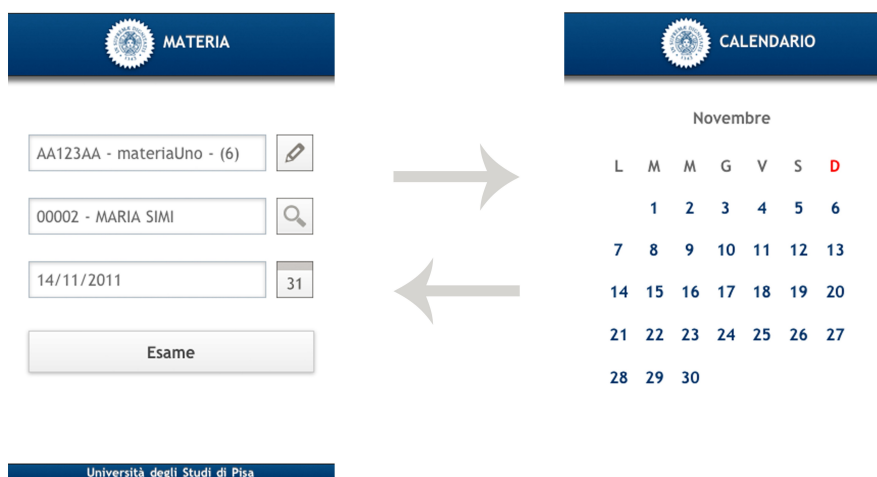 MATERIA
AA123AA - materiaUno - (6)
00002 - MARIA SIMI
14/11/2011
31
Esame
Università degli Studi di Pisa
CALENDARIO
Novembre
L M M G V S D
1 2 3 4 5 6
7 8 9 10 11 12 13
14 15 16 17 18 19 20
21 22 23 24 25 26 27
28 29 30